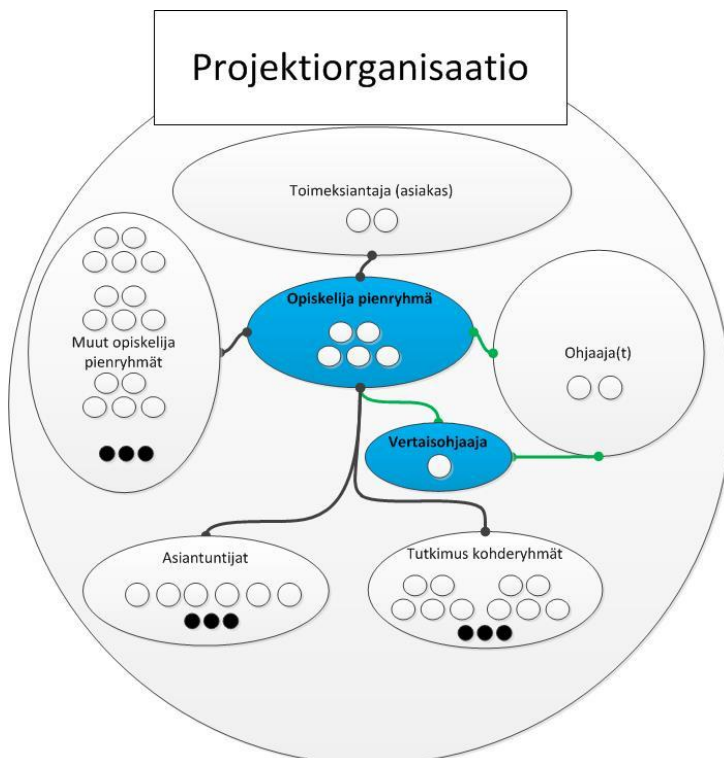 Projektiorganisaatio
Toimeksiantaja (asiakas)
Opiskelija pienryhmä
Muut opiskelija
pienryhmät
Ohjaaja(t)
Vertaisohjaaja
Asiantuntijat
Tutkimus kohderyhmät